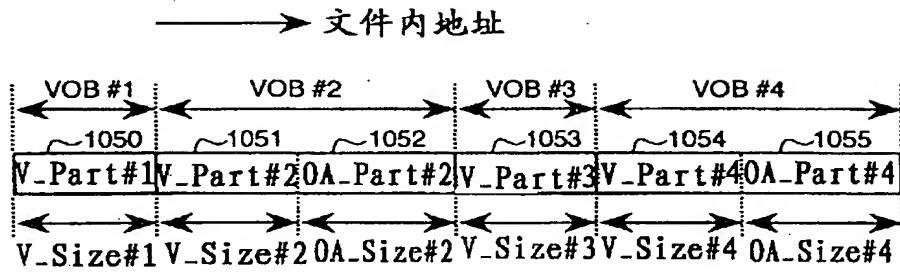 文件内地址
VOB #1 VOB #2 VOB #3 VOB #4
1050 1051 1052 1053 1054 1055
V_Part#1 V_Part#2 OA_Part#2 V_Part#3 V_Part#4 OA_Part#4
V_Size#1 V_Size#2 OA_Size#2 V_Size#3 V_Size#4 OA_Size#4